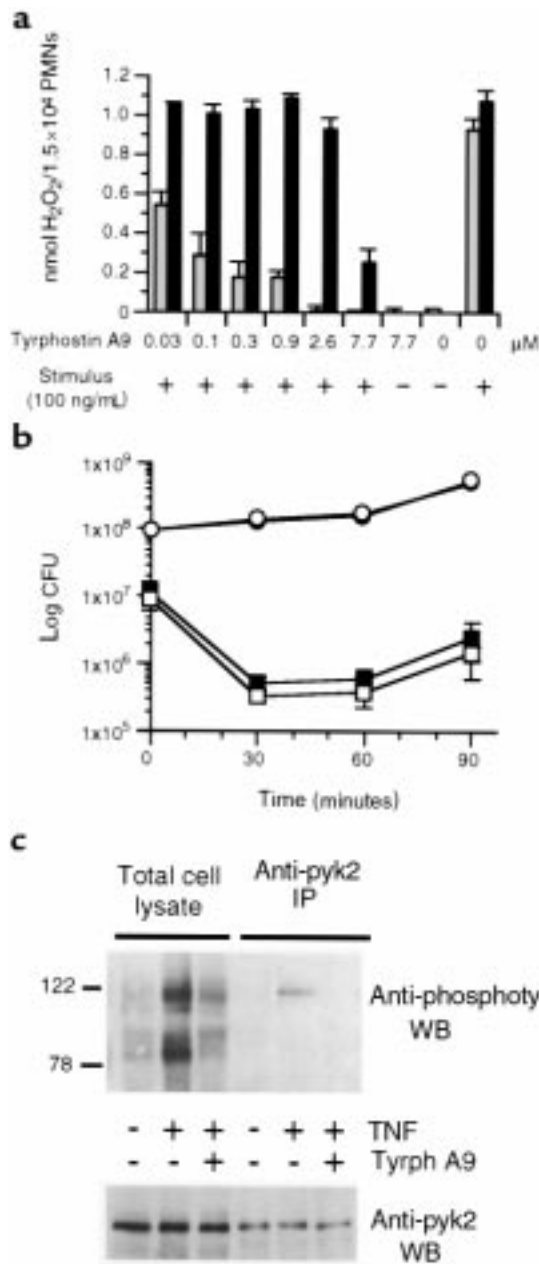 a
nmol H₂O₂/1.5×10⁴ PMNs
1.2
1.0
0.8
0.6
0.4
0.2
0
Tyrphostin A9 0.03 0.1 0.3 0.9 2.6 7.7 7.7 0 0 μM
Stimulus
(100 ng/mL) + + + + + + − − +
b
Log CFU
1x10⁹
1x10⁸
1x10⁷
1x10⁶
1x10⁵
0 30 60 90
Time (minutes)
c
Total cell
lysate
Anti-pyk2
IP
122
78
Anti-phosphoty
WB
- + + - + + TNF
- - + - - + Tyrph A9
Anti-pyk2
WB